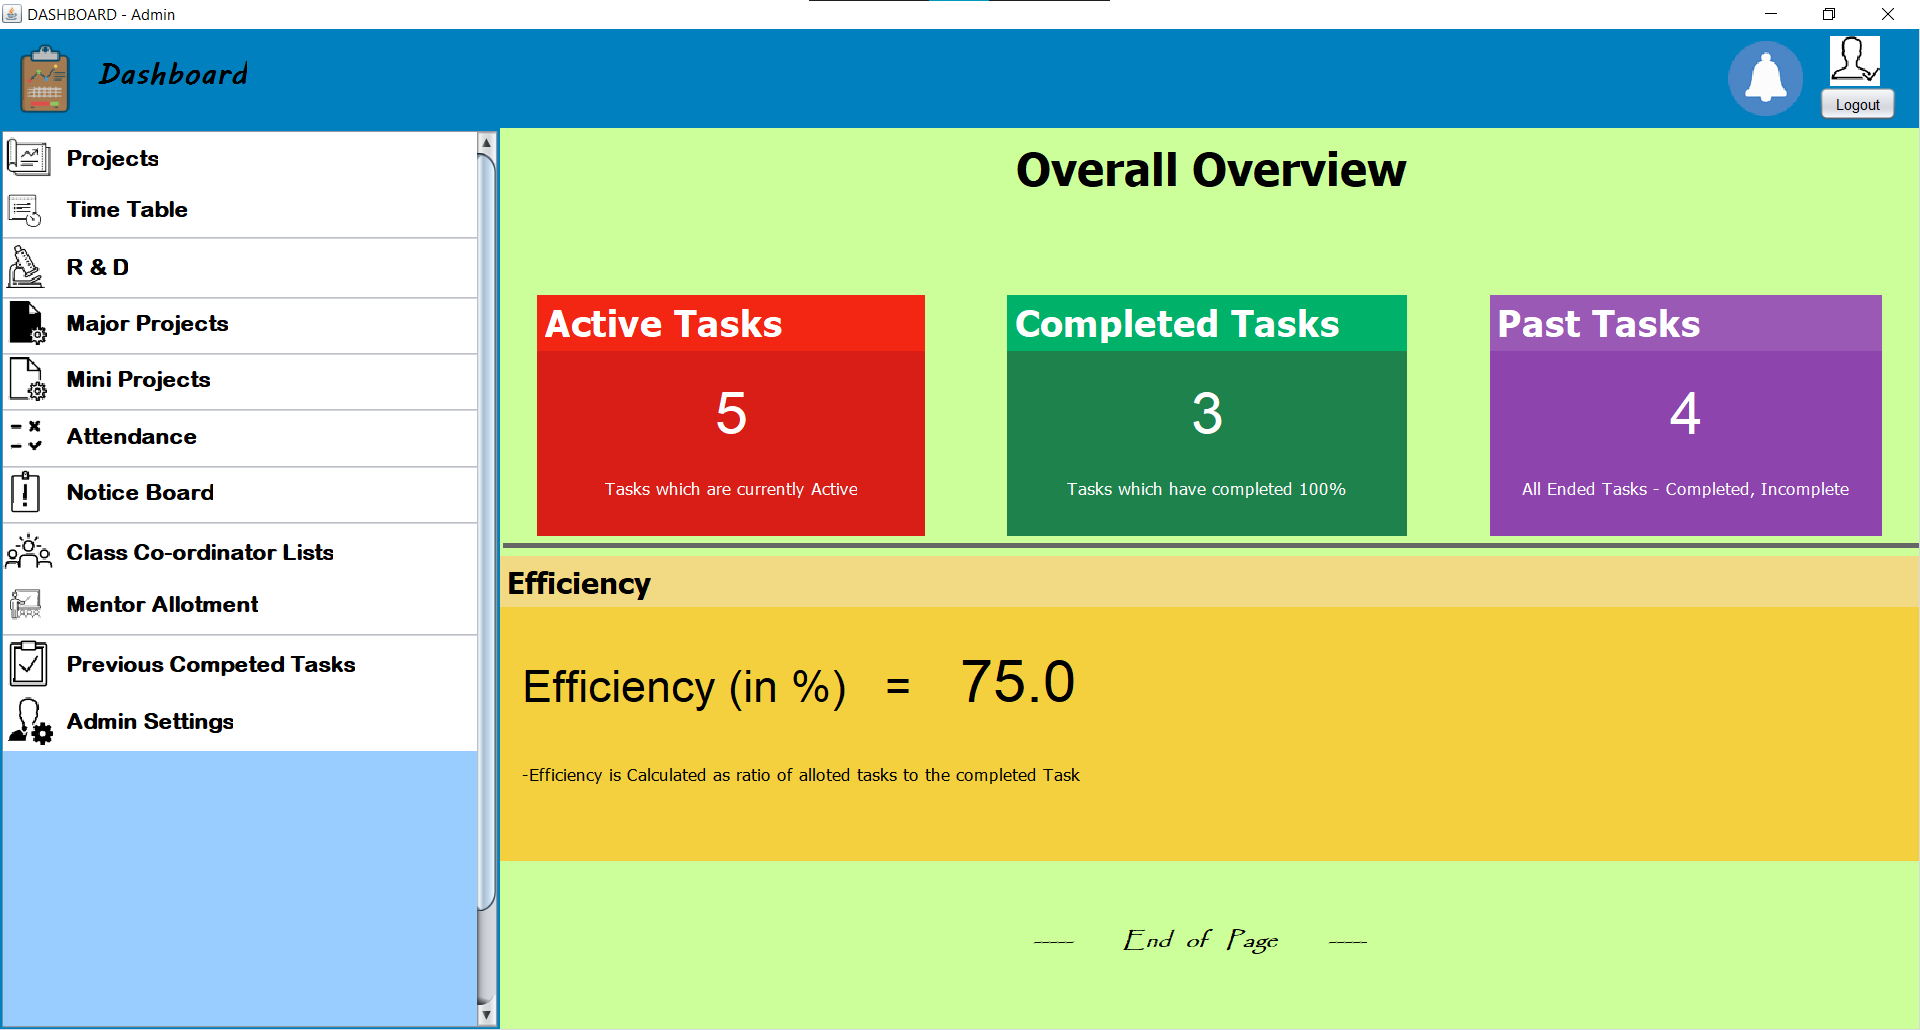 DASHBOARD - Admin
Dashboard
Logout
Projects
Time Table
R & D
Major Projects
Mini Projects
Attendance
Notice Board
Class Co-ordinator Lists
Mentor Allotment
Previous Competed Tasks
Admin Settings
Overall Overview
Active Tasks
5
Tasks which are currently Active
Completed Tasks
3
Tasks which have completed 100%
Past Tasks
4
All Ended Tasks - Completed, Incomplete
Efficiency
Efficiency (in %) = 75.0
-Efficiency is Calculated as ratio of alloted tasks to the completed Task
----- End of Page -----